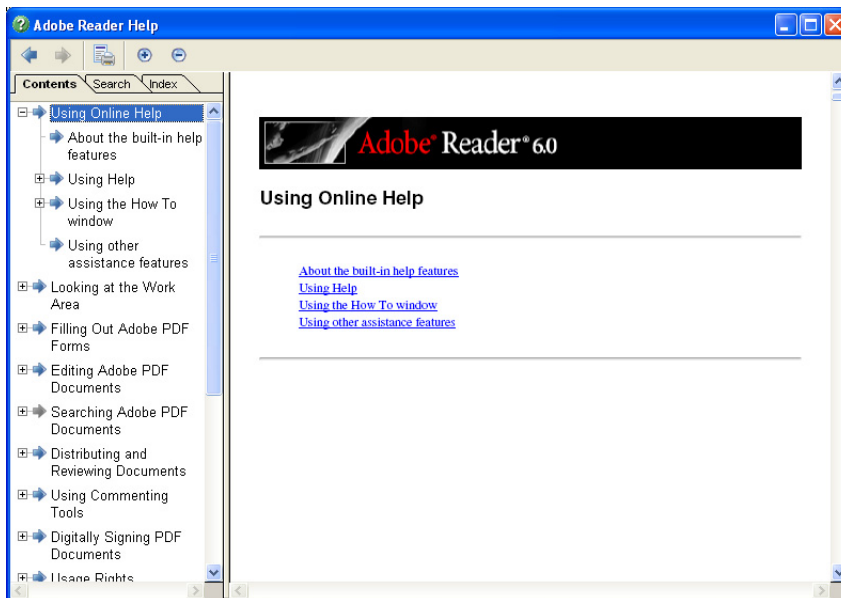 Adobe Reader Help
Contents
Search
Index
Using Online Help
About the built-in help
features
Using Help
Using the How To
window
Using other
assistance features
Looking at the Work
Area
Filling Out Adobe PDF
Forms
Editing Adobe PDF
Documents
Searching Adobe PDF
Documents
Distributing and
Reviewing Documents
Using Commenting
Tools
Digitally Signing PDF
Documents
Usage Rights
Adobe® Reader® 6.0
Using Online Help
About the built-in help features
Using Help
Using the How To window
Using other assistance features